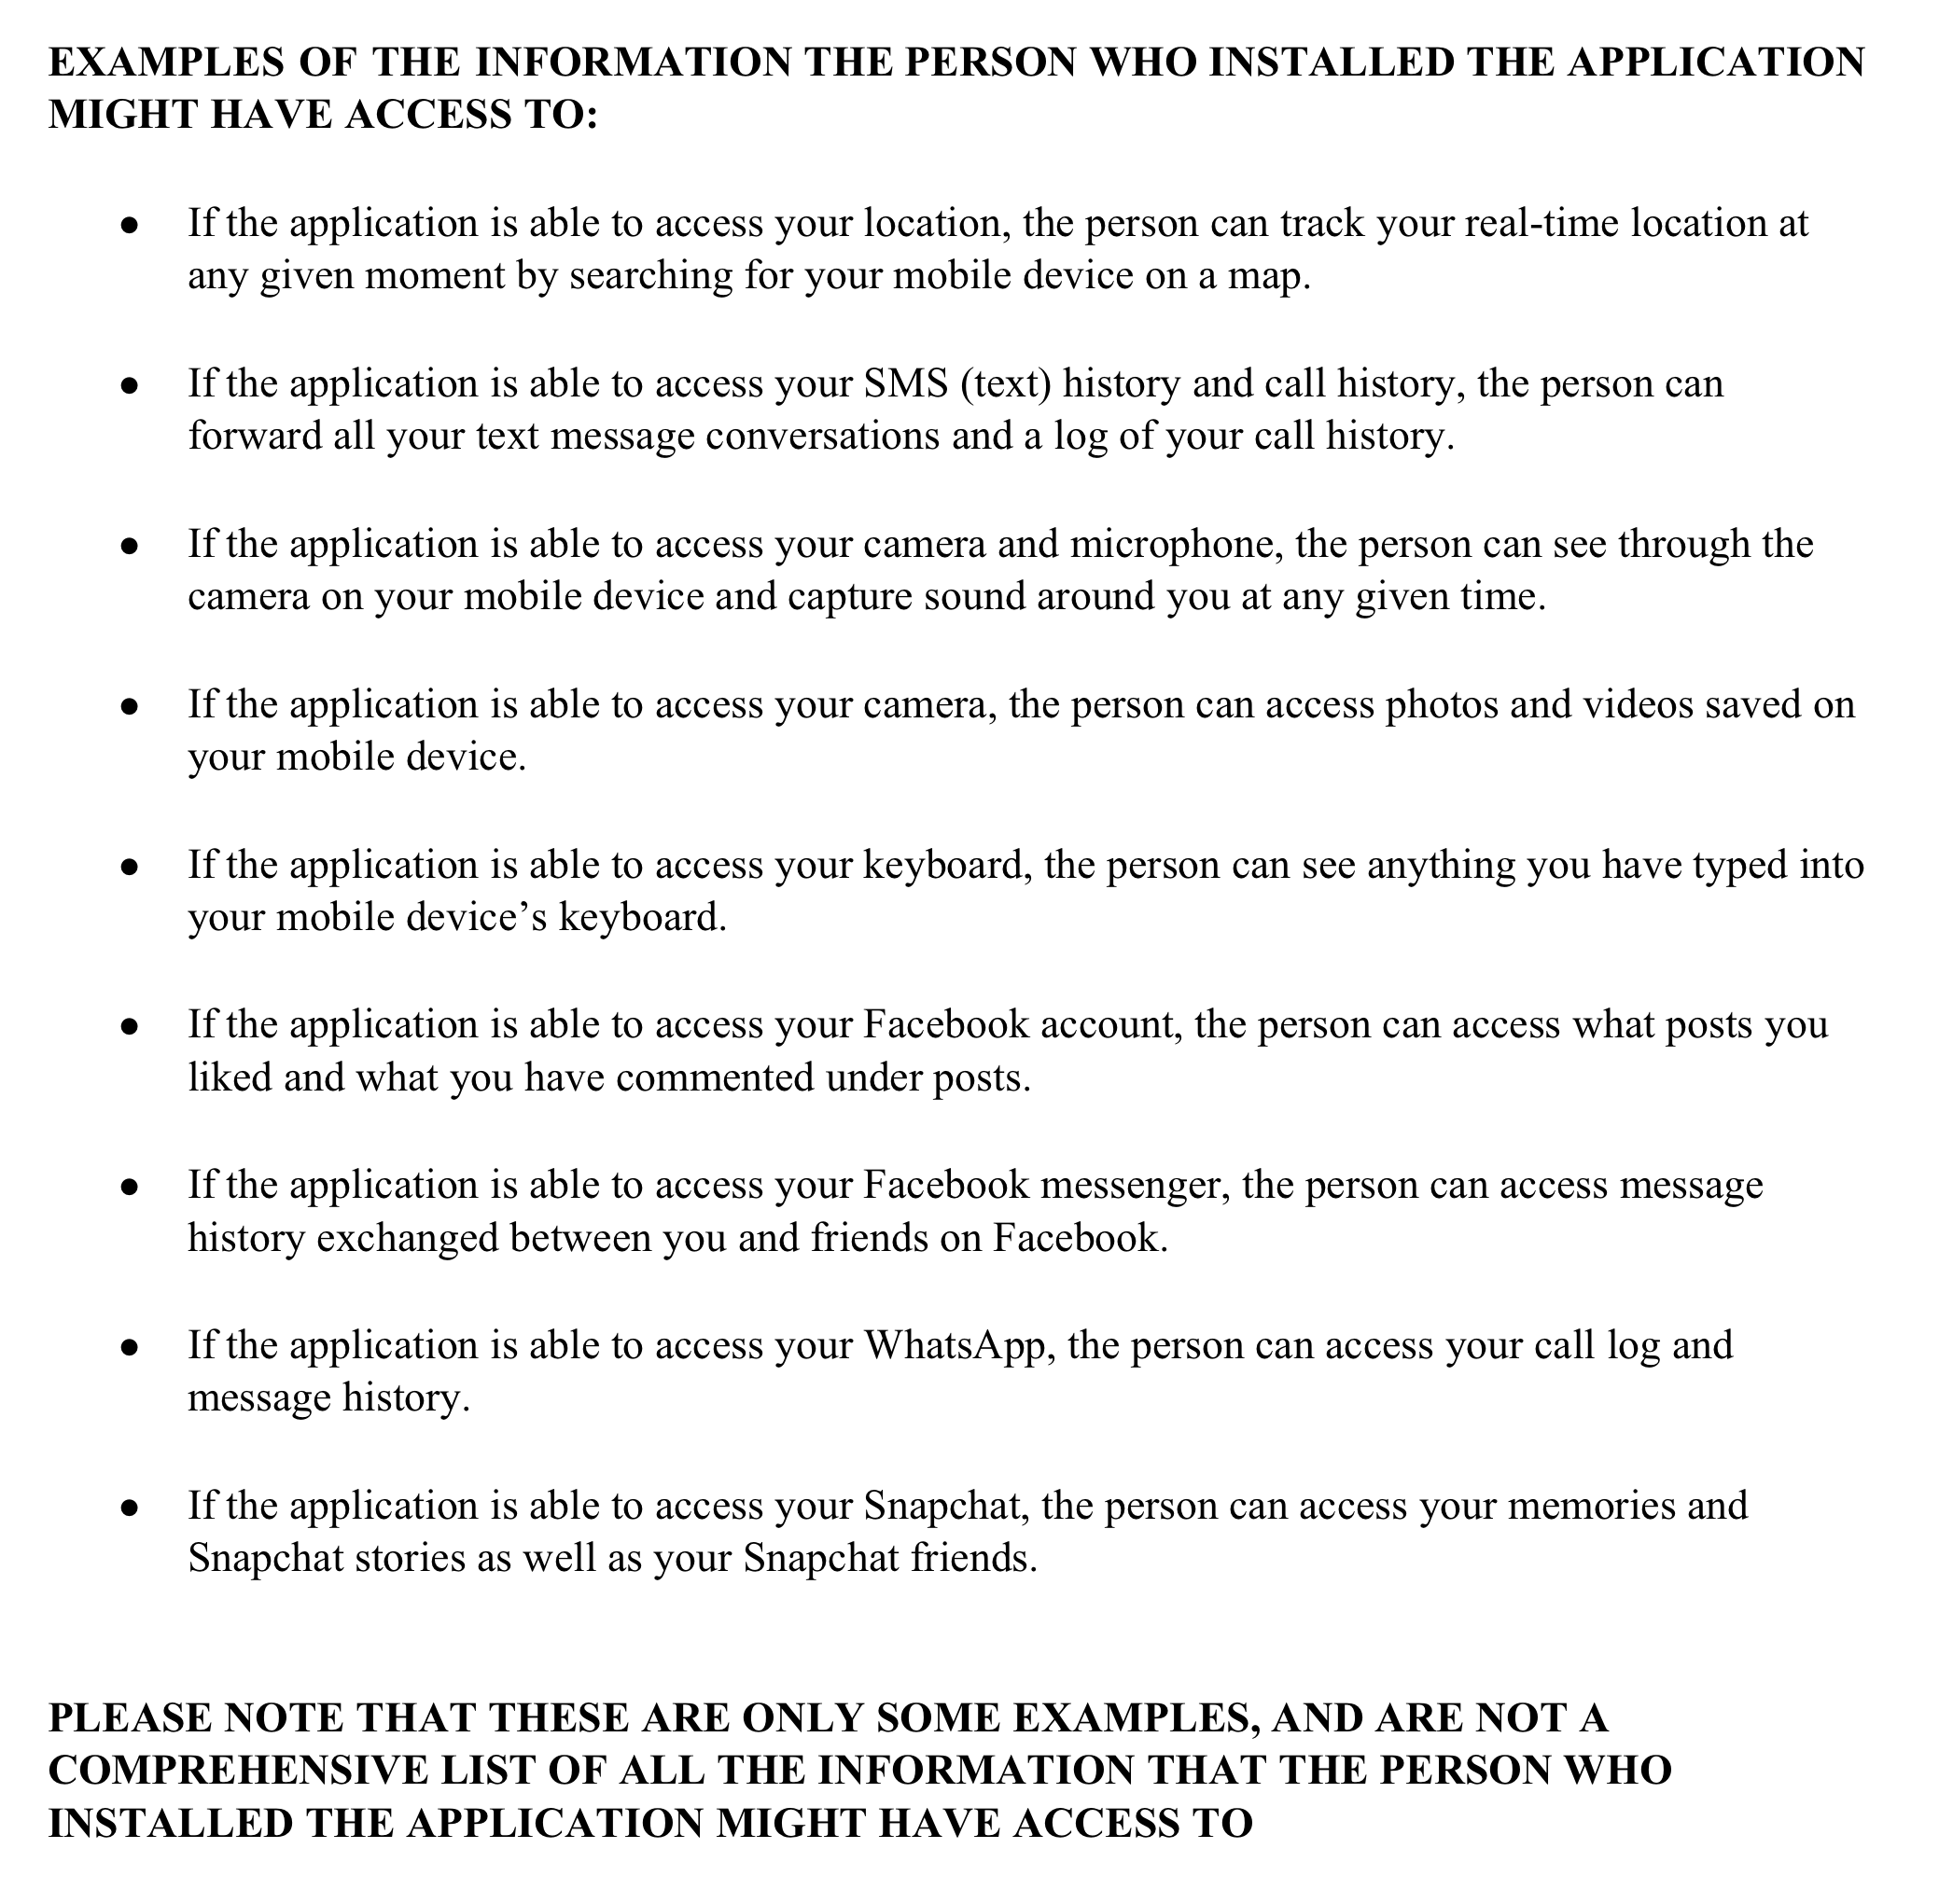 EXAMPLES OF THE INFORMATION THE PERSON WHO INSTALLED THE APPLICATION
MIGHT HAVE ACCESS TO:
● If the application is able to access your location, the person can track your real-time location at
any given moment by searching for your mobile device on a map.
● If the application is able to access your SMS (text) history and call history, the person can
forward all your text message conversations and a log of your call history.
● If the application is able to access your camera and microphone, the person can see through the
camera on your mobile device and capture sound around you at any given time.
● If the application is able to access your camera, the person can access photos and videos saved on
your mobile device.
● If the application is able to access your keyboard, the person can see anything you have typed into
your mobile device’s keyboard.
● If the application is able to access your Facebook account, the person can access what posts you
liked and what you have commented under posts.
● If the application is able to access your Facebook messenger, the person can access message
history exchanged between you and friends on Facebook.
● If the application is able to access your WhatsApp, the person can access your call log and
message history.
● If the application is able to access your Snapchat, the person can access your memories and
Snapchat stories as well as your Snapchat friends.
PLEASE NOTE THAT THESE ARE ONLY SOME EXAMPLES, AND ARE NOT A
COMPREHENSIVE LIST OF ALL THE INFORMATION THAT THE PERSON WHO
INSTALLED THE APPLICATION MIGHT HAVE ACCESS TO